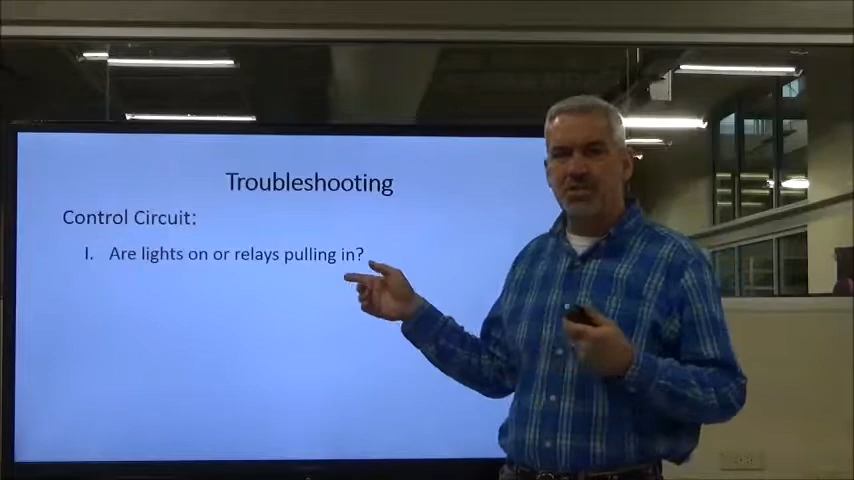 Troubleshooting
Control Circuit:
I. Are lights on or relays pulling in?